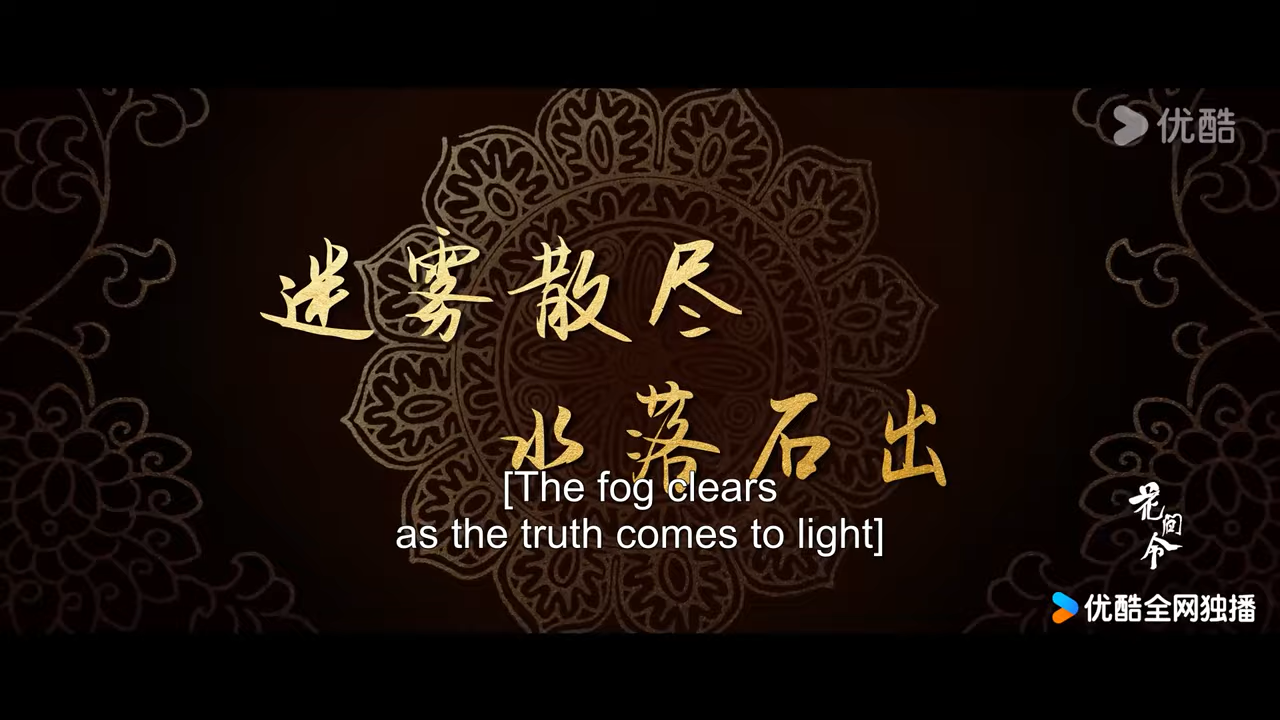 优酷
迷雾散尽
水落石出
[The fog clears
as the truth comes to light]
花间令
优酷全网独播